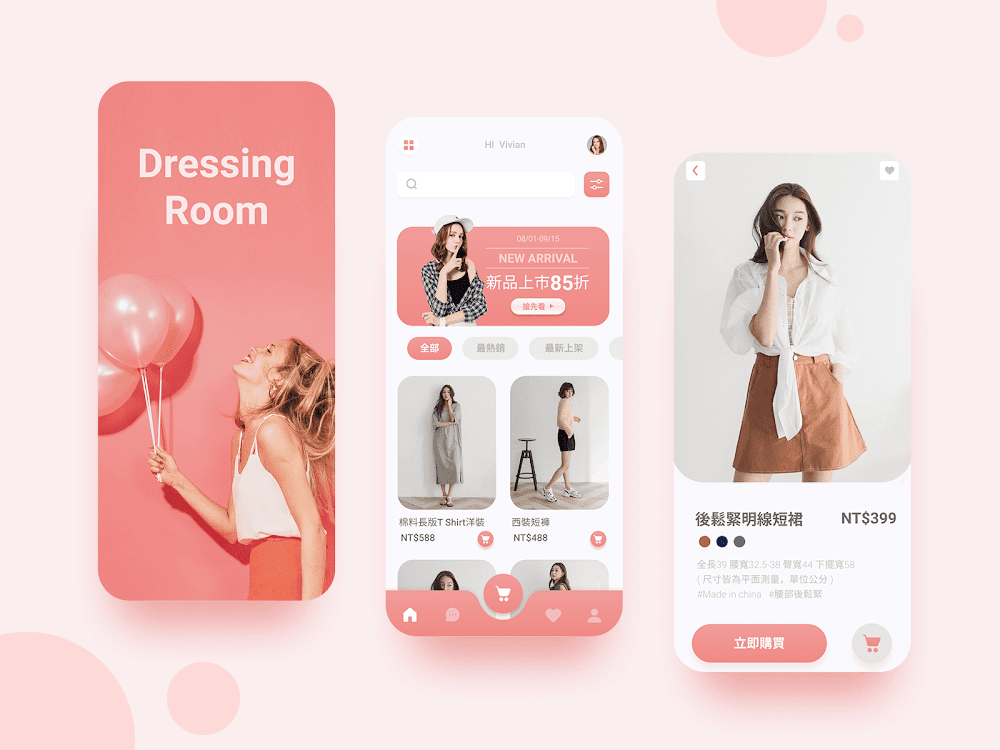 Dressing
Room
HI Vivian
08/01-09/15
NEW ARRIVAL
新品上市85折
搶先看
全部
最熱銷
最新上架
棉料長版T Shirt洋裝
NT$588
西裝短褲
NT$488
後鬆緊明線短裙
NT$399
全長39 腰寬32.5-38 臀寬44 下擺寬58
( 尺寸皆為平面測量，單位公分 )
#Made in china #腰部後鬆緊
立即購買